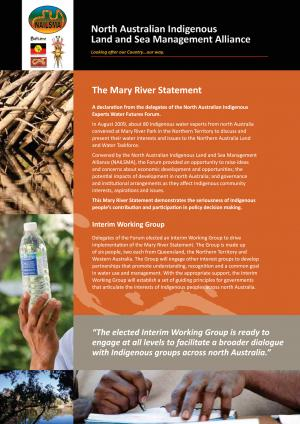 NAILSMA
North Australian Indigenous
Land and Sea Management Alliance
Looking after our Country...our way.
The Mary River Statement
A declaration from the delegates of the North Australian Indigenous
Experts Water Futures Forum.
In August 2009, about 80 Indigenous water experts from north Australia
convened at Mary River Park in the Northern Territory to discuss and
present their water interests and issues to the Northern Australia Land
and Water Taskforce.
Convened by the North Australian Indigenous Land and Sea Management
Alliance (NAILSMA), the Forum provided an opportunity to raise ideas
and concerns about economic development and opportunities; the
potential impacts of development in north Australia; and governance
and institutional arrangements as they affect Indigenous community
interests, aspirations and issues.
This Mary River Statement demonstrates the seriousness of Indigenous
people's contribution and participation in policy decision making.
Interim Working Group
Delegates of the Forum elected an Interim Working Group to drive
implementation of the Mary River Statement. The Group is made up
of six people, two each from Queensland, the Northern Territory and
Western Australia. The Group will engage other interest groups to develop
partnerships that promote understanding, recognition and a common goal
in water use and management. With the appropriate support, the Interim
Working Group will establish a set of guiding principles for governments
that articulate the interests of Indigenous peoples across north Australia.
"The elected Interim Working Group is ready to
engage at all levels to facilitate a broader dialogue
with Indigenous groups across north Australia."